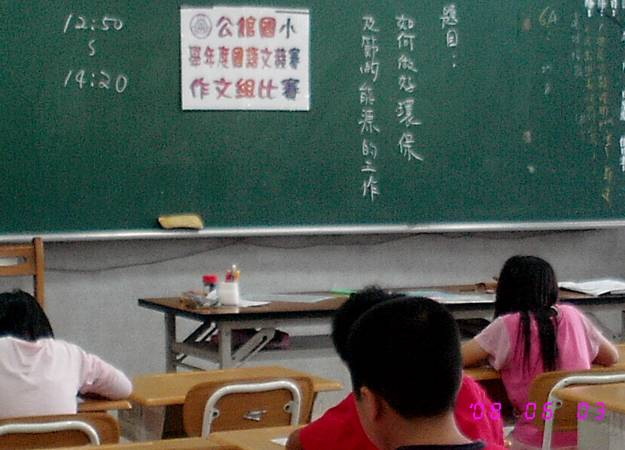 12:50
∫
14:20
公館國小
學年度國語文競賽
作文組比賽
題目：
如何做好環保
及節約能源的工作
6A
'08 05 03